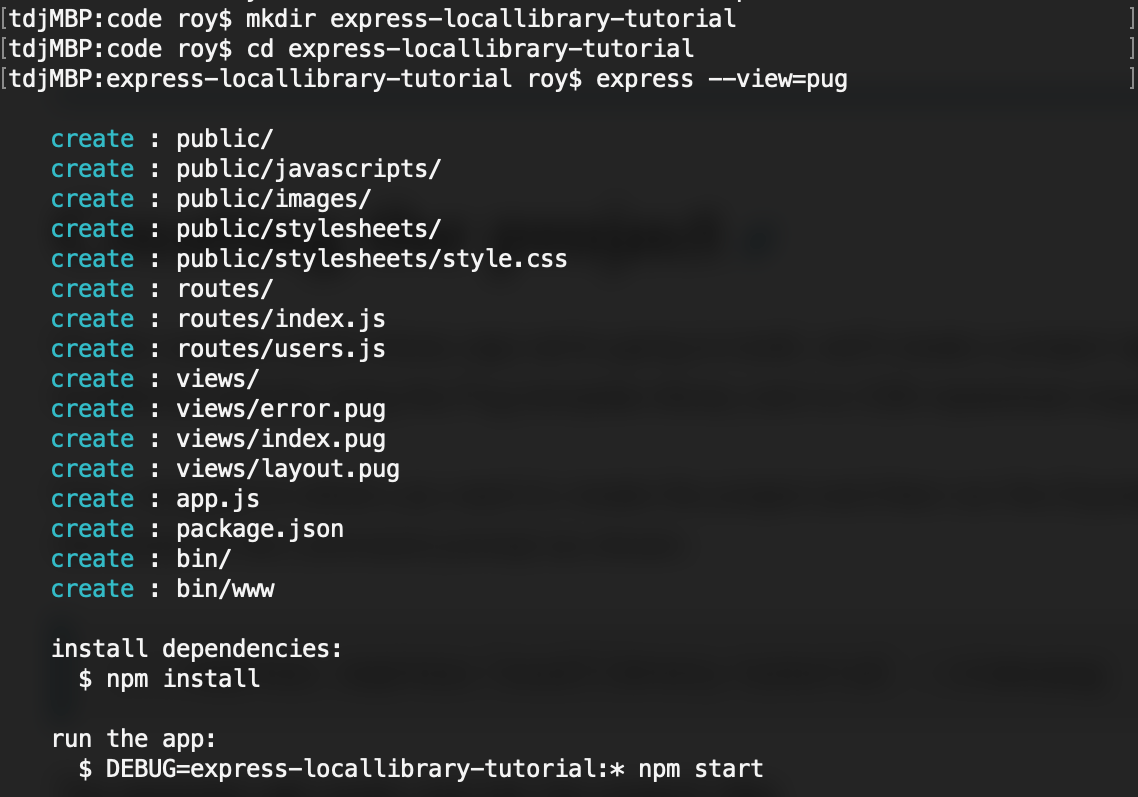 [tdjMBP:code roy$ mkdir express-locallibrary-tutorial ]
[tdjMBP:code roy$ cd express-locallibrary-tutorial ]
[tdjMBP:express-locallibrary-tutorial roy$ express --view=pug ]
create : public/
create : public/javascripts/
create : public/images/
create : public/stylesheets/
create : public/stylesheets/style.css
create : routes/
create : routes/index.js
create : routes/users.js
create : views/
create : views/error.pug
create : views/index.pug
create : views/layout.pug
create : app.js
create : package.json
create : bin/
create : bin/www
install dependencies:
$ npm install
run the app:
$ DEBUG=express-locallibrary-tutorial:* npm start